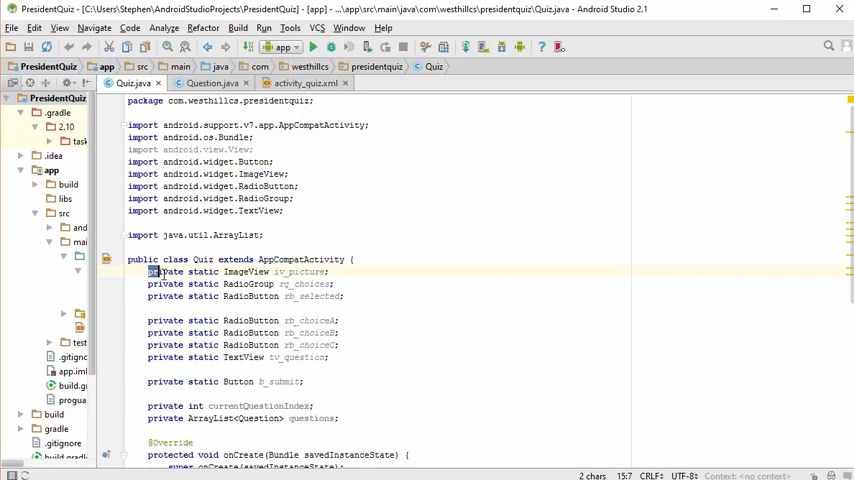 PresidentQuiz - [C:\Users\Stephen\AndroidStudioProjects\PresidentQuiz] - [app] - ...\app\src\main\java\com\westhillcs\presidentquiz\Quiz.java - Android Studio 2.1
File Edit View Navigate Code Analyze Refactor Build Run Tools VCS Window Help
app
PresidentQuiz app src main java com westhillcs presidentquiz Quiz
Quiz.java × Question.java × activity_quiz.xml ×
PresidentQuiz
.gradle
2.10
task
.idea
app
build
libs
src
and
mai
test
.gitigno
app.iml
build.gr
progua
build
gradle
.gitignore
build.gradl
package com.westhillcs.presidentquiz;
import android.support.v7.app.AppCompatActivity;
import android.os.Bundle;
import android.view.View;
import android.widget.Button;
import android.widget.ImageView;
import android.widget.RadioButton;
import android.widget.RadioGroup;
import android.widget.TextView;
import java.util.ArrayList;
public class Quiz extends AppCompatActivity {
private static ImageView iv_picture;
private static RadioGroup rg_choices;
private static RadioButton rb_selected;
private static RadioButton rb_choiceA;
private static RadioButton rb_choiceB;
private static RadioButton rb_choiceC;
private static TextView tv_question;
private static Button b_submit;
private int currentQuestionIndex;
private ArrayList<Question> questions;
@Override
protected void onCreate(Bundle savedInstanceState) {
super.onCreate(savedInstanceState);
2 chars 15:7 CRLF÷ UTF-8÷ Context: <no context>